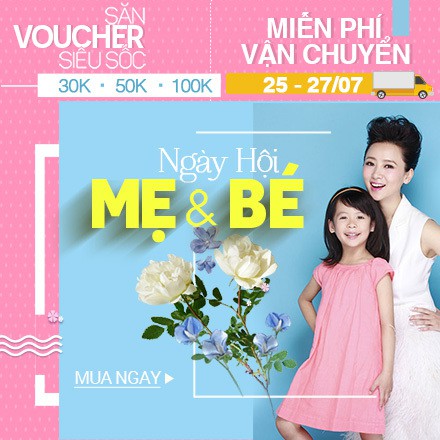 SĂN
VOUCHER
SIÊU SỐC
30K · 50K · 100K
MIỄN PHÍ
VẬN CHUYỂN
25 - 27/07
Ngày Hội
MẸ & BÉ
MUA NGAY